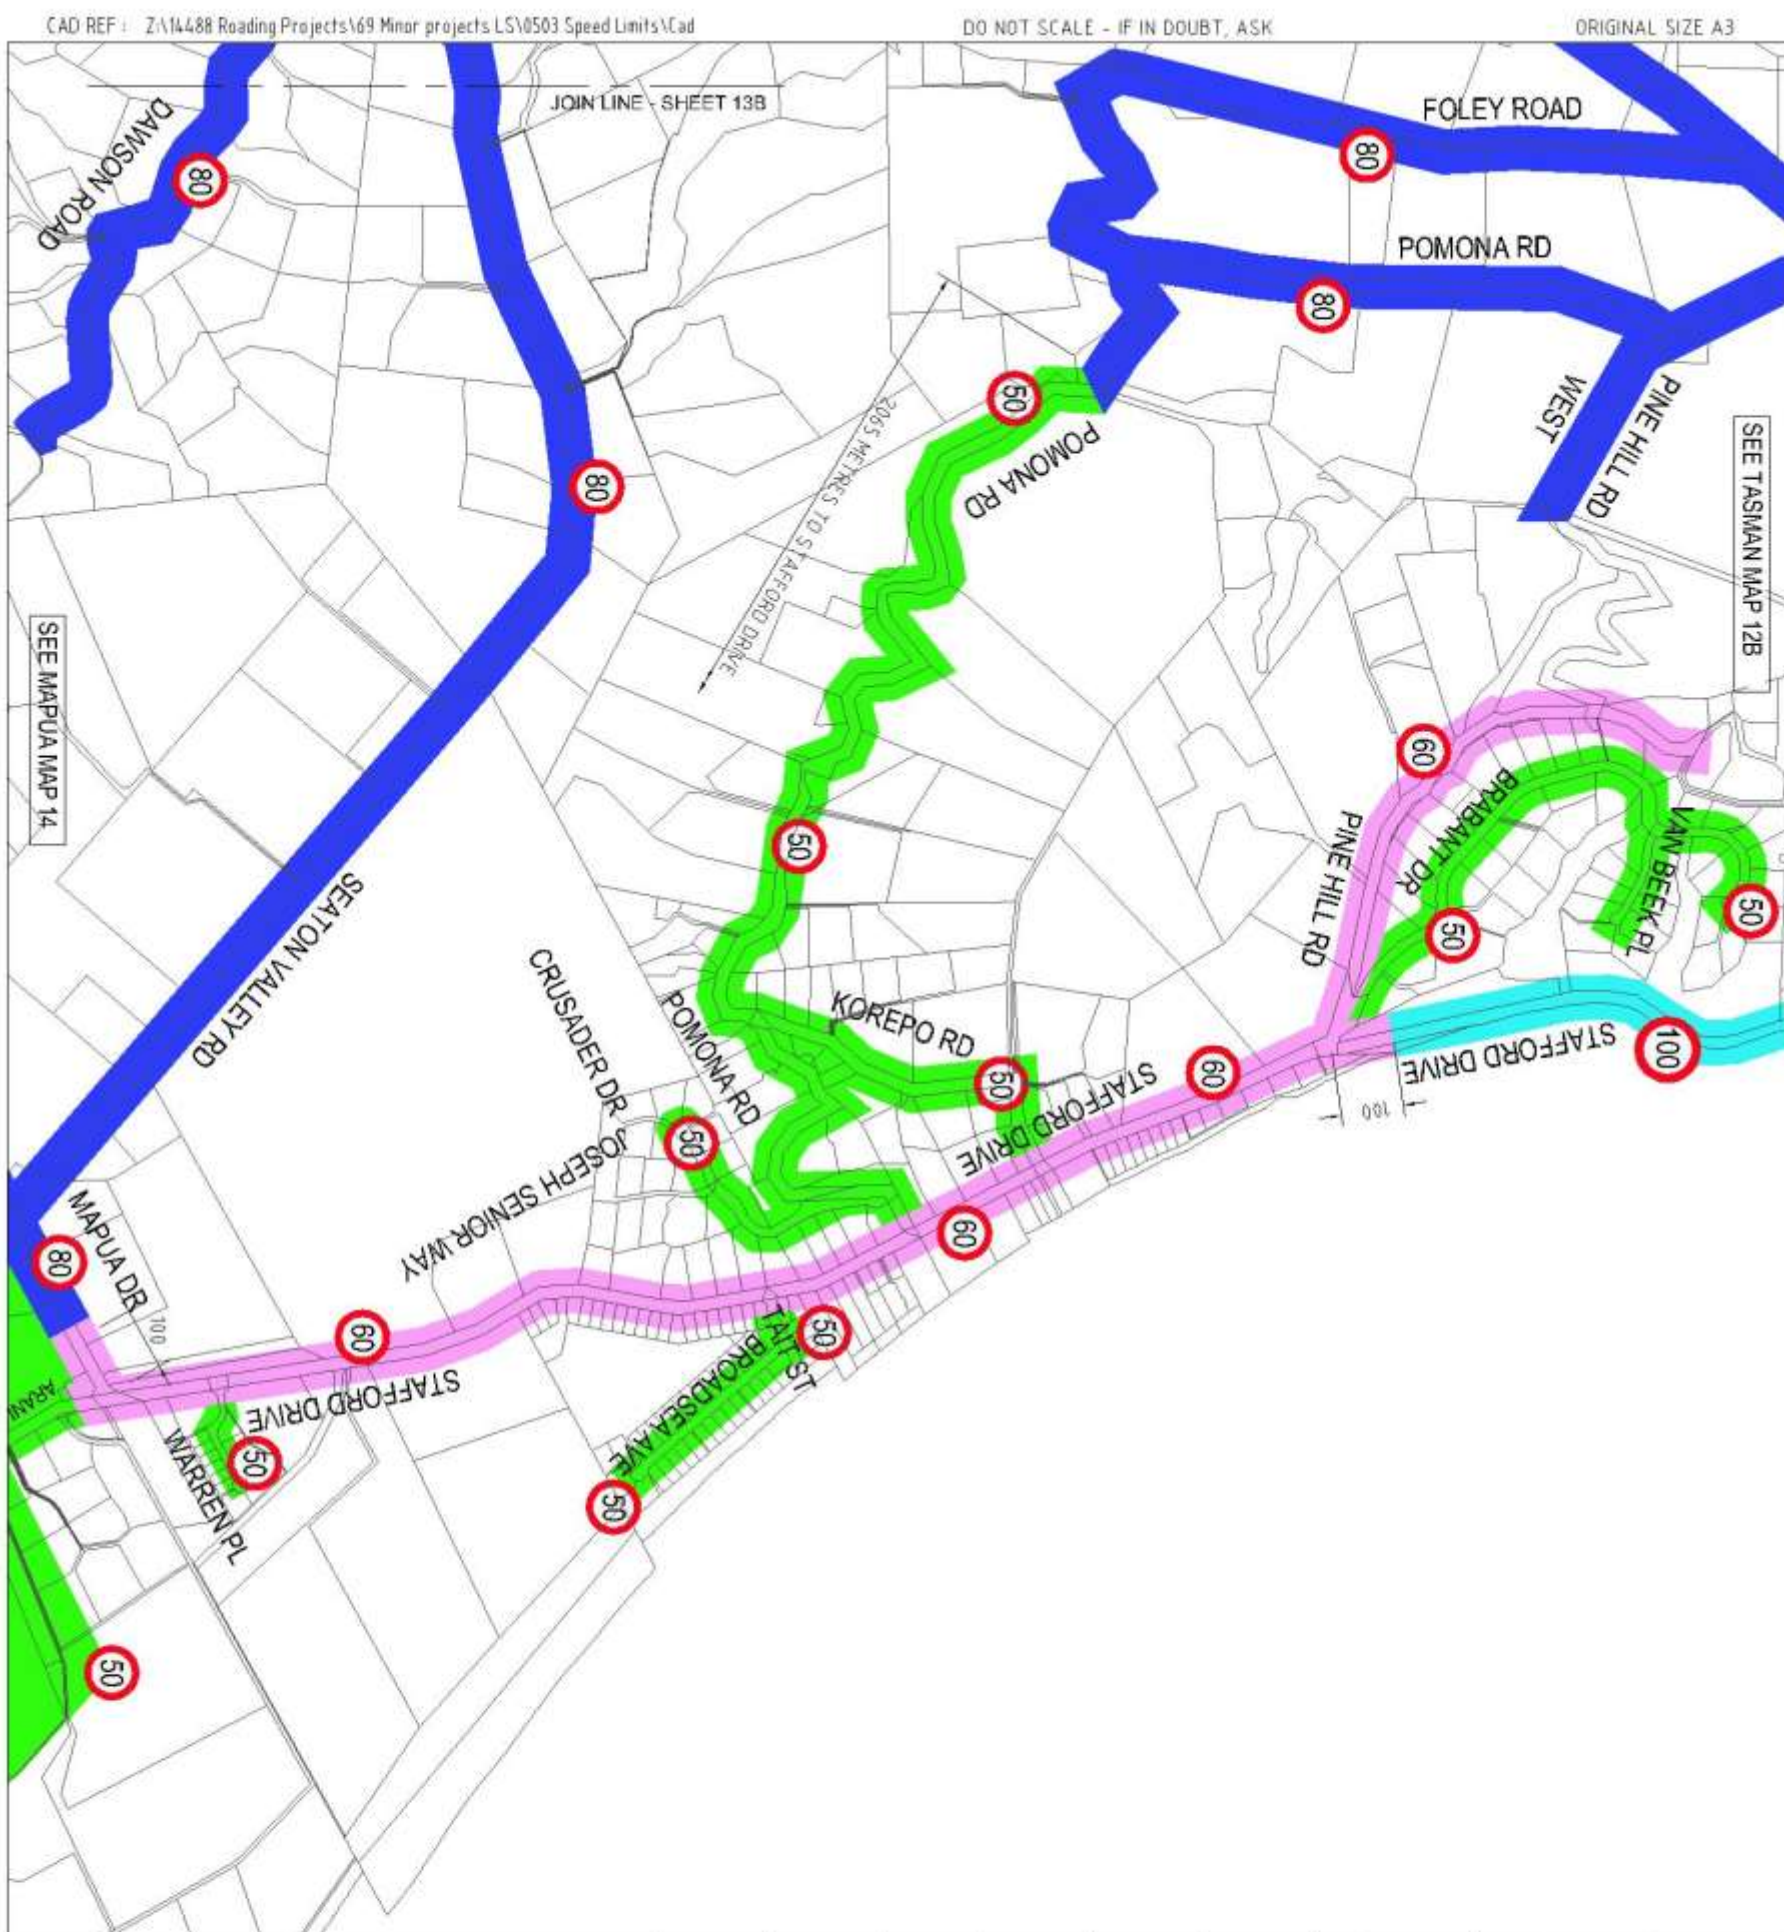 CAD REF : Z:\14488 Roading Projects\69 Minor projects LS\0503 Speed Limits\Cad
DO NOT SCALE - IF IN DOUBT, ASK
ORIGINAL SIZE A3
JOIN LINE - SHEET 13B
DAWSON ROAD
80
FOLEY ROAD
80
POMONA RD
80
PINE HILL RD
WEST
SEE TASMAN MAP 12B
50
POMONA RD
2065 METRES TO STAFFORD DRIVE
80
SEE MAPUA MAP 14
60
BRABANT DR
VAN BEEK PL
50
50
PINE HILL RD
50
SEATON VALLEY RD
CRUSADER DR
POMONA RD
KOREPO RD
50
STAFFORD DRIVE
60
STAFFORD DRIVE
100
100
STAFFORD DRIVE
50
JOSEPH SENIOR WAY
60
MAPUA DR
80
100
60
STAFFORD DRIVE
TAIT ST
50
BROADSEA AVE
50
WARREN PL
50
50